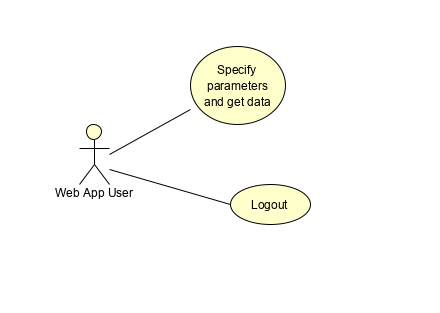 Specify
parameters
and get data
Web App User
Logout